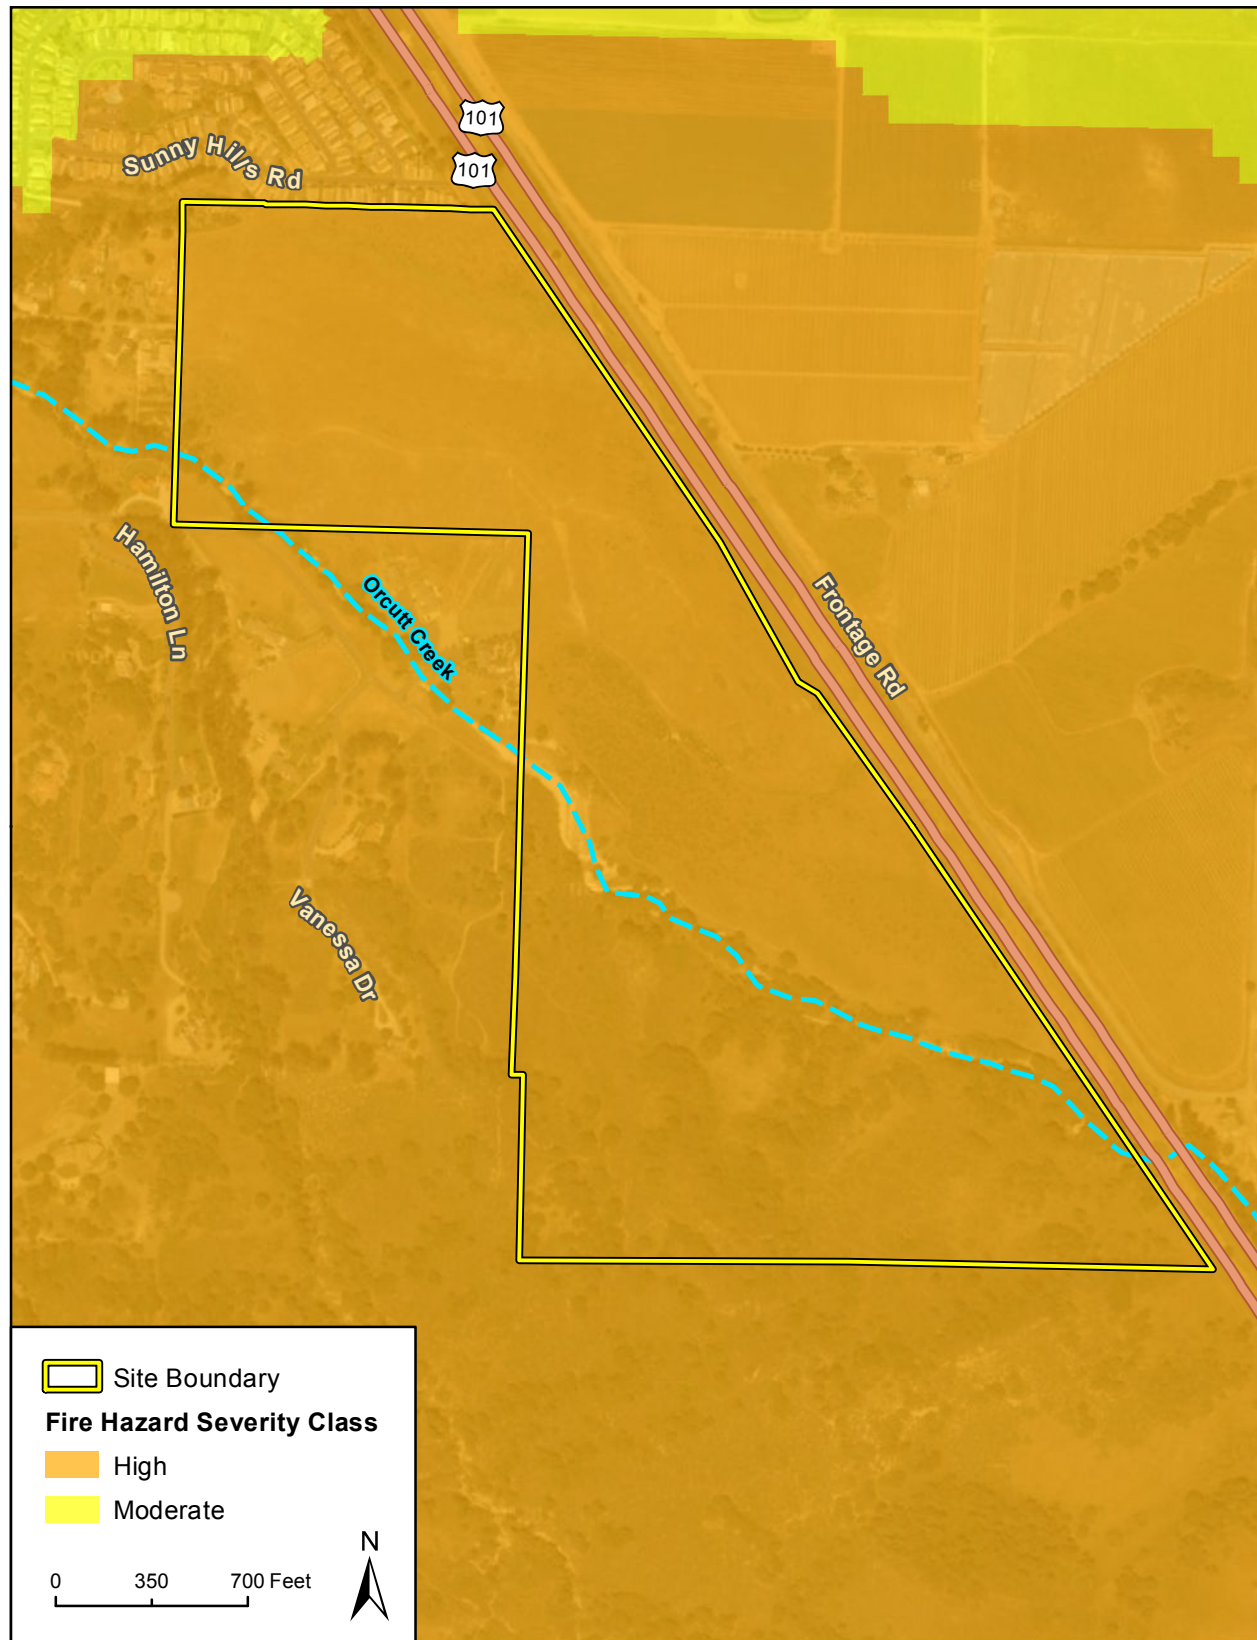 101
101
Sunny Hills Rd
Hamilton Ln
Orcutt Creek
Frontage Rd
Vanessa Dr
Site Boundary
Fire Hazard Severity Class
High
Moderate
N
0 350 700 Feet